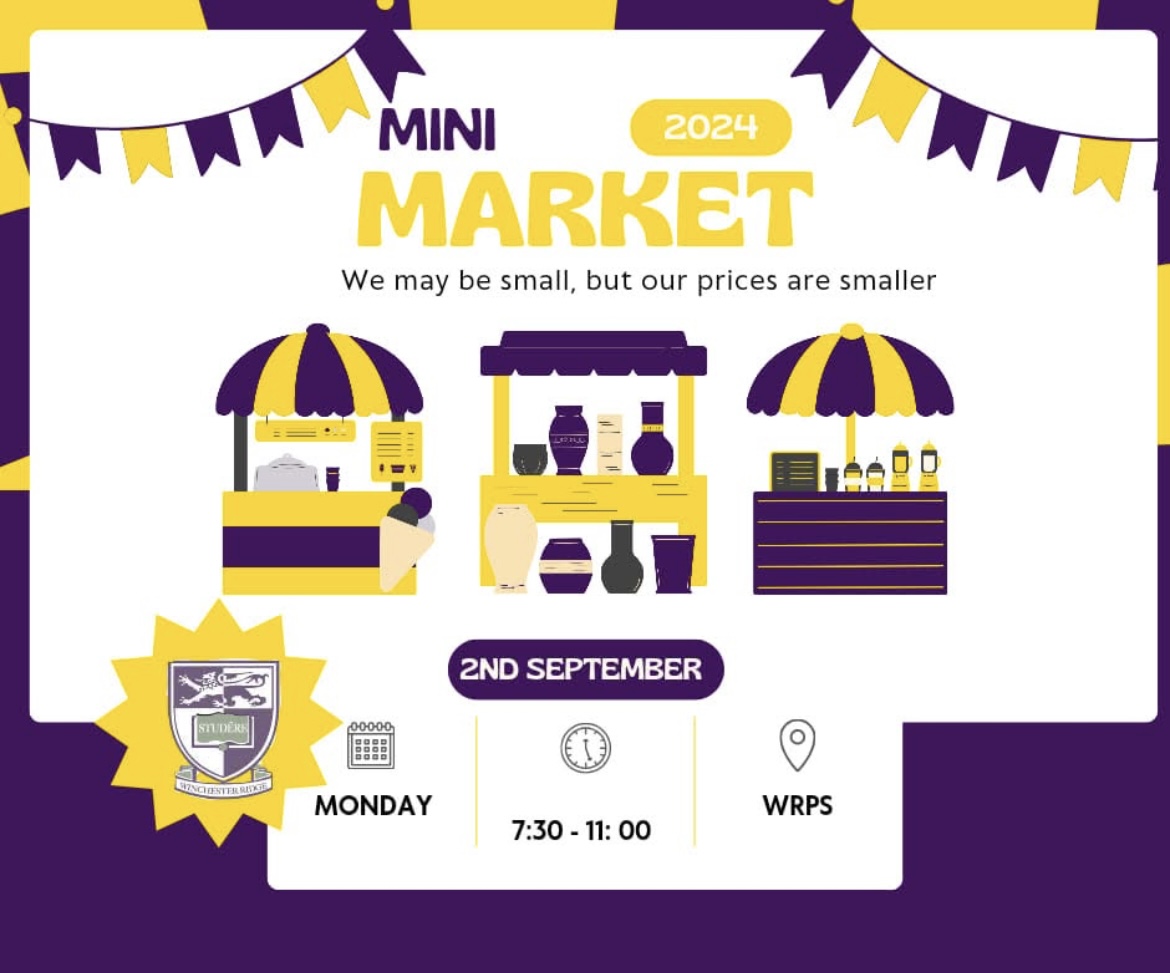 MINI
2024
MARKET
We may be small, but our prices are smaller
2ND SEPTEMBER
STUDĒRE
WINCHESTER RIDGE
MONDAY
7:30 - 11: 00
WRPS